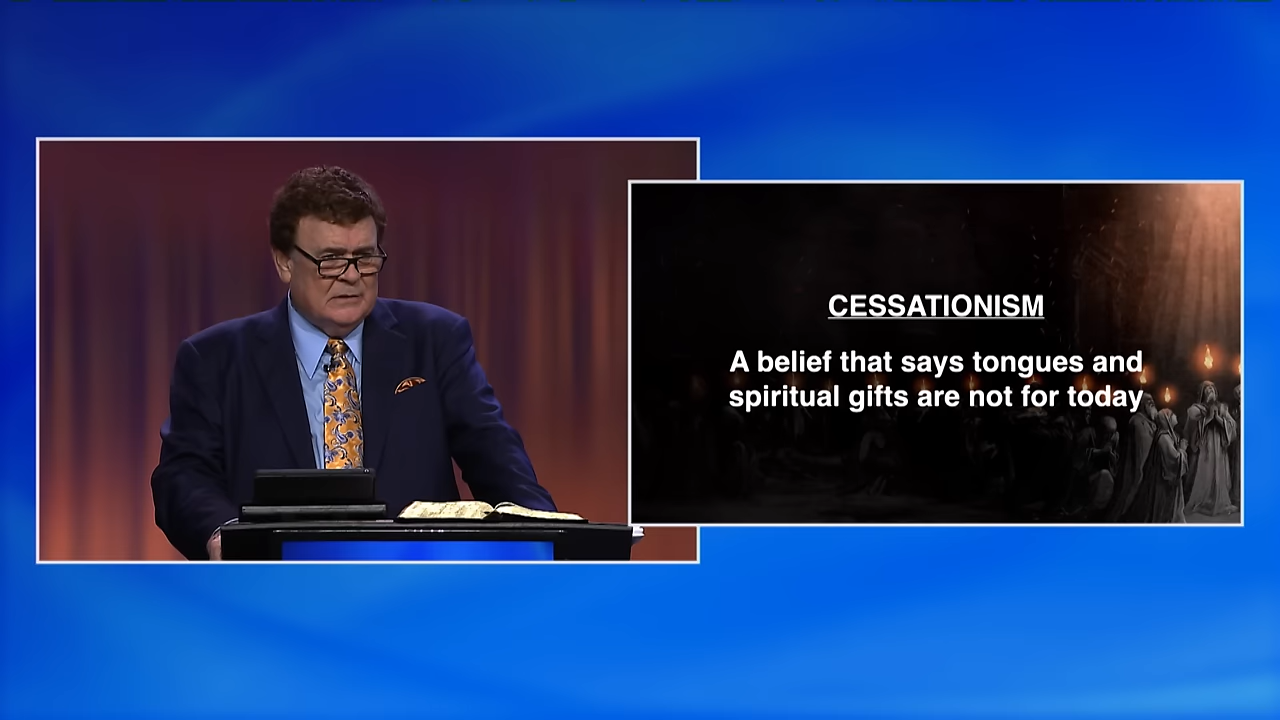 CESSATIONISM
A belief that says tongues and
spiritual gifts are not for today